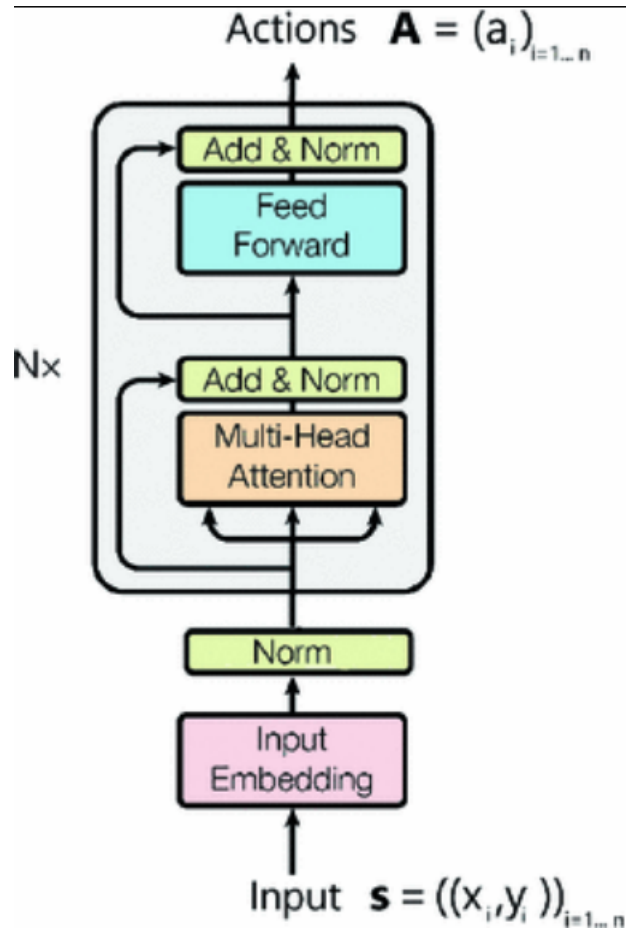 Actions A = (a_i)_{i=1... n}
Add & Norm
Feed
Forward
N×
Add & Norm
Multi-Head
Attention
Norm
Input
Embedding
Input s = ((x_i,y_i ))_{i=1... n}